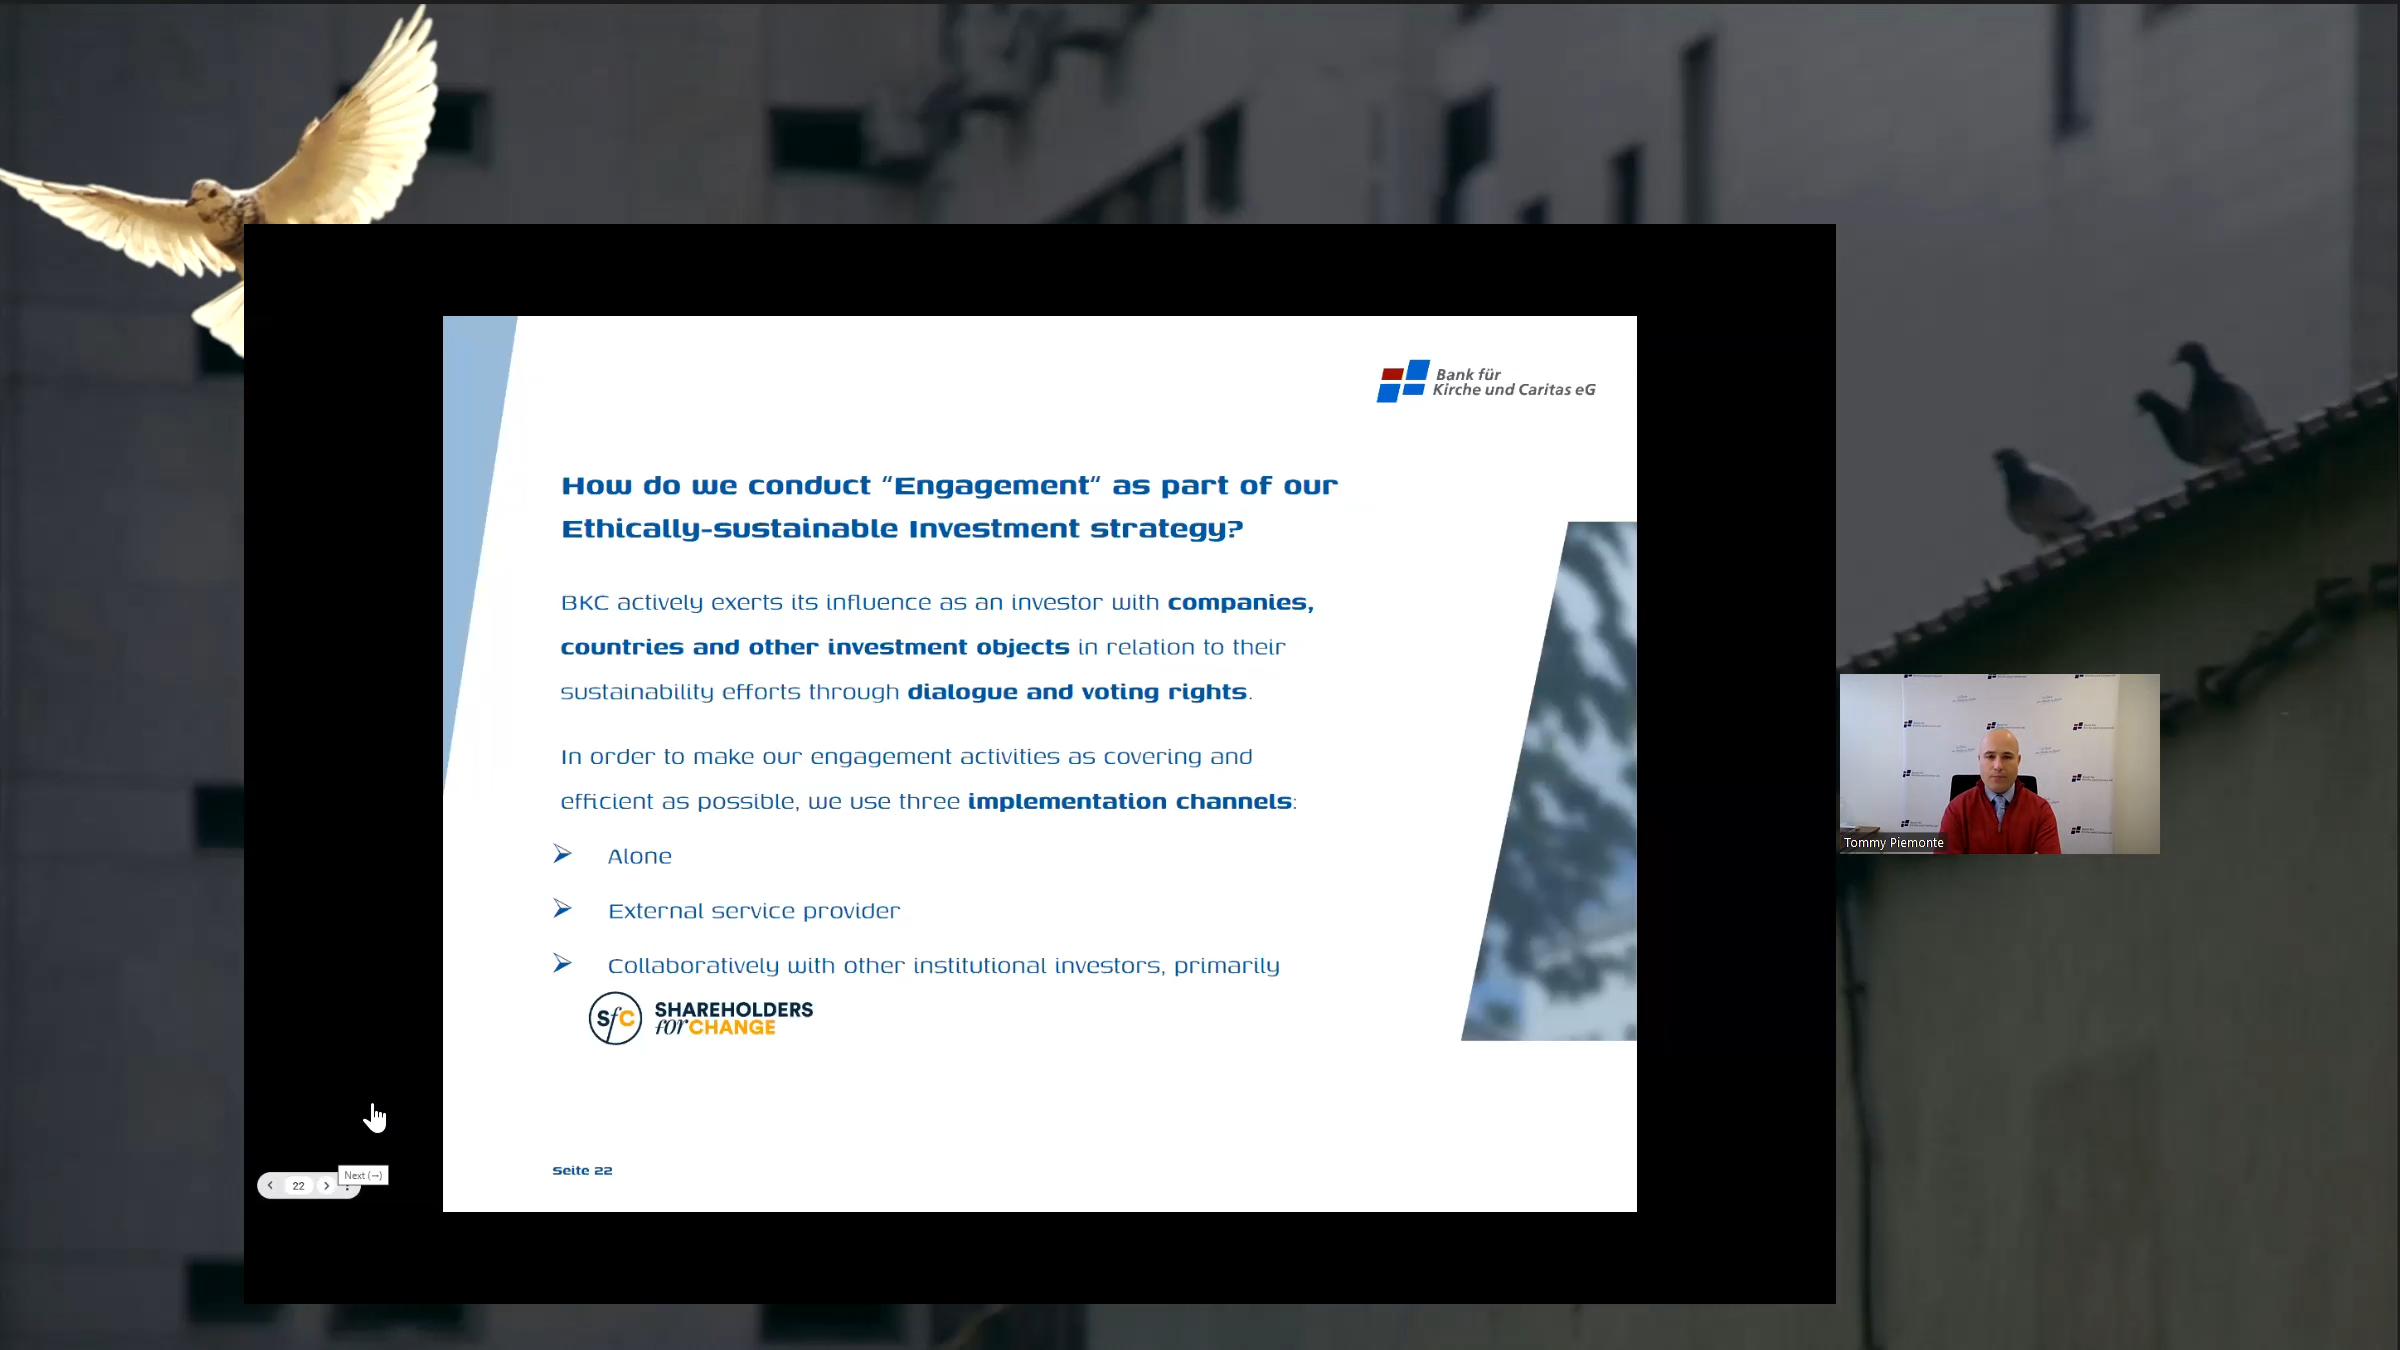 Bank für
Kirche und Caritas eG
How do we conduct “Engagement“ as part of our
Ethically-sustainable Investment strategy?
BKC actively exerts its influence as an investor with companies,
countries and other investment objects in relation to their
sustainability efforts through dialogue and voting rights.
In order to make our engagement activities as covering and
efficient as possible, we use three implementation channels:
Alone
External service provider
Collaboratively with other institutional investors, primarily
SfC SHAREHOLDERS
for CHANGE
Seite 22
22
Next (→)
Tommy Piemonte